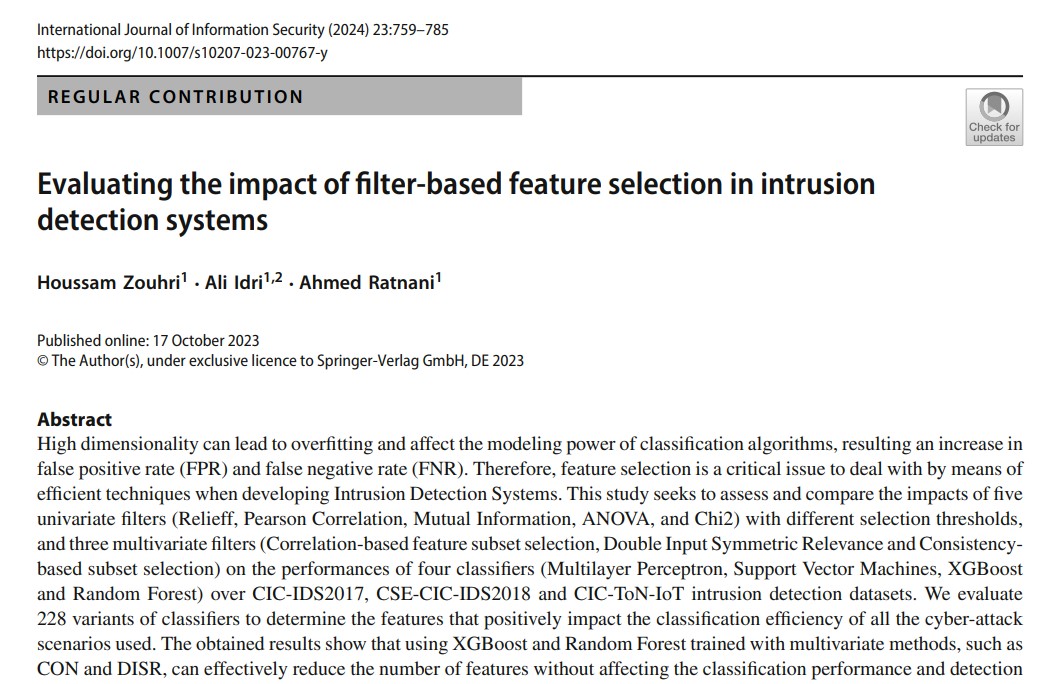 International Journal of Information Security (2024) 23:759–785
https://doi.org/10.1007/s10207-023-00767-y
REGULAR CONTRIBUTION
Check for
updates
Evaluating the impact of filter-based feature selection in intrusion
detection systems
Houssam Zouhri¹ · Ali Idri¹,² · Ahmed Ratnani¹
Published online: 17 October 2023
© The Author(s), under exclusive licence to Springer-Verlag GmbH, DE 2023
Abstract
High dimensionality can lead to overfitting and affect the modeling power of classification algorithms, resulting an increase in
false positive rate (FPR) and false negative rate (FNR). Therefore, feature selection is a critical issue to deal with by means of
efficient techniques when developing Intrusion Detection Systems. This study seeks to assess and compare the impacts of five
univariate filters (Relieff, Pearson Correlation, Mutual Information, ANOVA, and Chi2) with different selection thresholds,
and three multivariate filters (Correlation-based feature subset selection, Double Input Symmetric Relevance and Consistency-
based subset selection) on the performances of four classifiers (Multilayer Perceptron, Support Vector Machines, XGBoost
and Random Forest) over CIC-IDS2017, CSE-CIC-IDS2018 and CIC-ToN-IoT intrusion detection datasets. We evaluate
228 variants of classifiers to determine the features that positively impact the classification efficiency of all the cyber-attack
scenarios used. The obtained results show that using XGBoost and Random Forest trained with multivariate methods, such as
CON and DISR, can effectively reduce the number of features without affecting the classification performance and detection